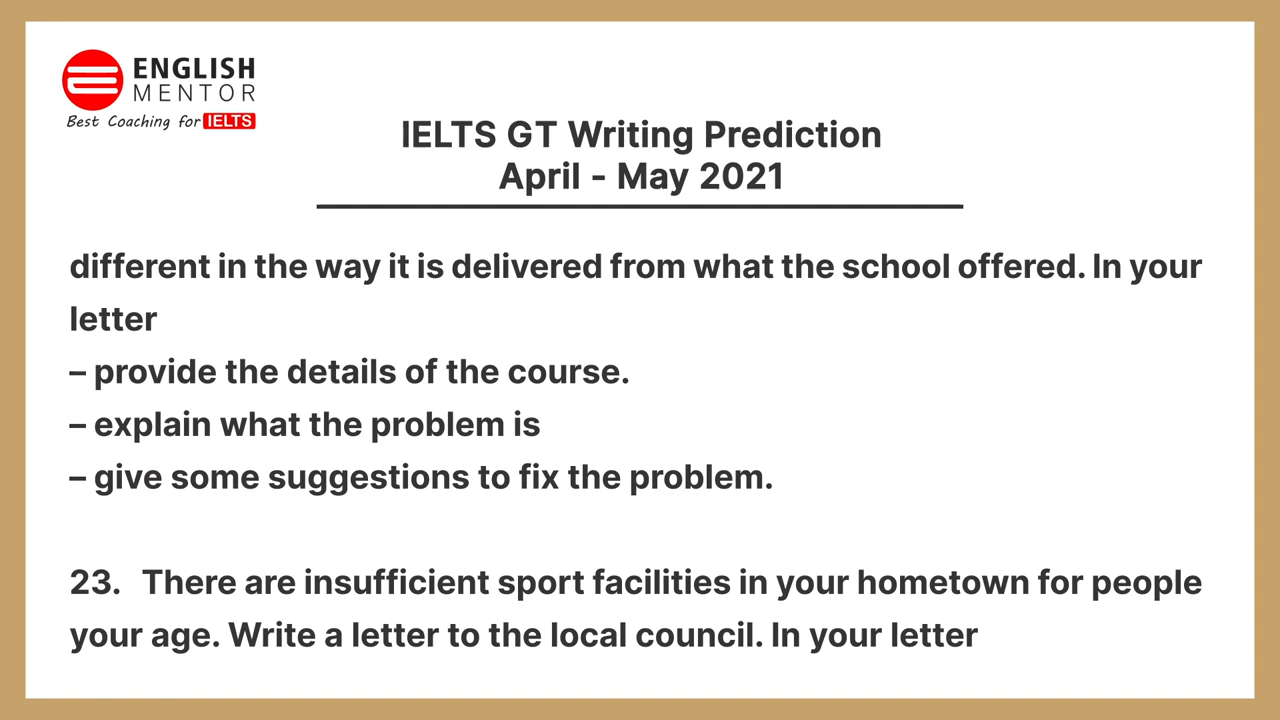 ENGLISH
MENTOR
Best Coaching for IELTS
IELTS GT Writing Prediction
April - May 2021
different in the way it is delivered from what the school offered. In your
letter
– provide the details of the course.
– explain what the problem is
– give some suggestions to fix the problem.
23. There are insufficient sport facilities in your hometown for people
your age. Write a letter to the local council. In your letter